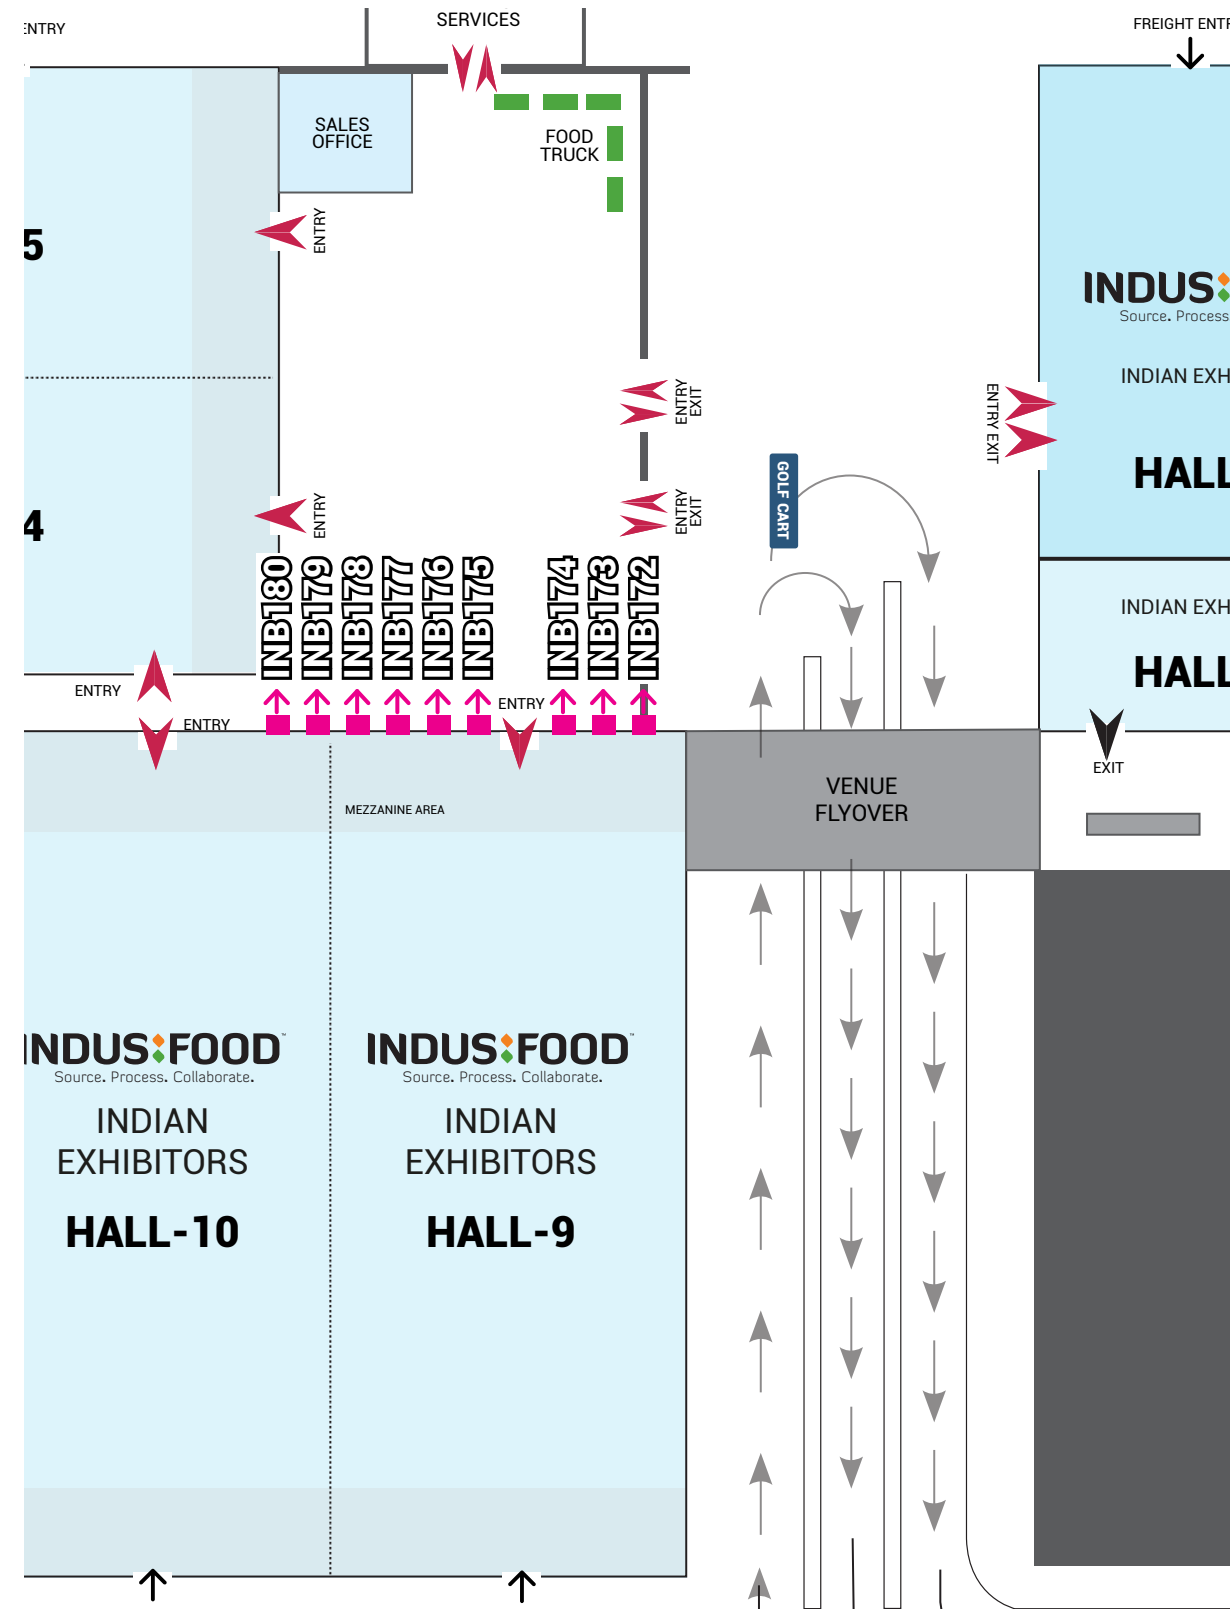 ENTRY
SERVICES
FREIGHT ENTR
SALES
OFFICE
FOOD
TRUCK
ENTRY
5
INDUS
Source. Process
INDIAN EXH
ENTRY
EXIT
ENTRY EXIT
HALL
GOLF CART
ENTRY
ENTRY
EXIT
4
INB180
INB179
INB178
INB177
INB176
INB175
INB174
INB173
INB172
INDIAN EXH
HALL
ENTRY
ENTRY
ENTRY
EXIT
VENUE
FLYOVER
MEZZANINE AREA
INDUS FOOD™
Source. Process. Collaborate.
INDIAN
EXHIBITORS
HALL-10
INDUS FOOD™
Source. Process. Collaborate.
INDIAN
EXHIBITORS
HALL-9